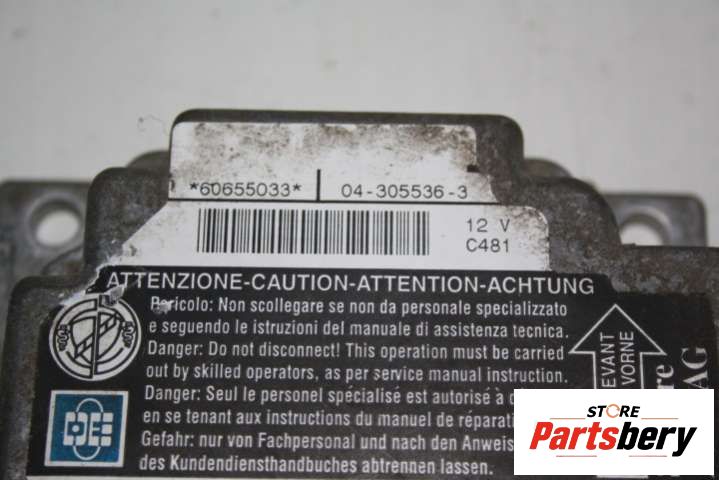 *60655033* | 04-305536-3
12 V
C481
ATTENZIONE-CAUTION-ATTENTION-ACHTUNG
Pericolo: Non scollegare se non da personale specializzato
e seguendo le istruzioni del manuale di assistenza tecnica.
Danger: Do not disconnect! This operation must be carried
out by skilled operators, as per service manual instruction.
Danger: Seul le personel spécialisé est autorisé à
en se tenant aux instructions du manuel de
Gefahr: nur von Fachpersonal und nach den
des Kundendiensthandbuches abtrennen lassen.
VORNE
AG
STORE
Partsbery